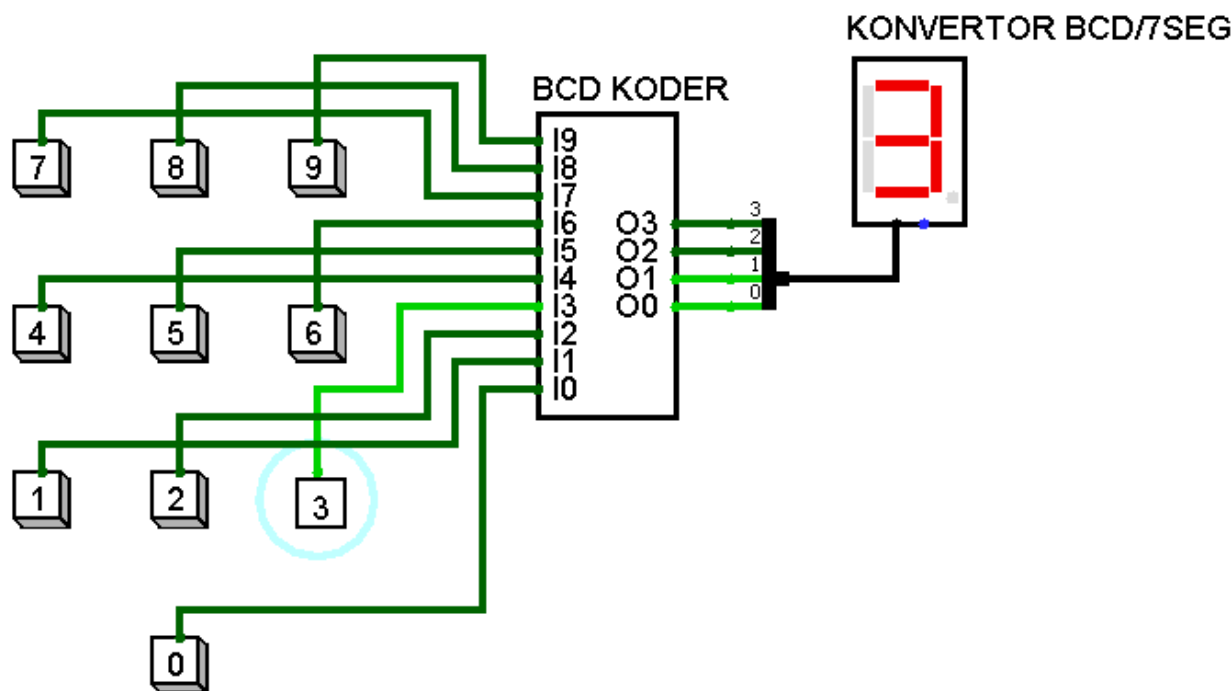 KONVERTOR BCD/7SEG
BCD KODER
7 8 9
I9
I8
I7
I6
I5
I4
I3
I2
I1
I0
O3
O2
O1
O0
3
2
1
0
3
4 5 6
1 2 3
0